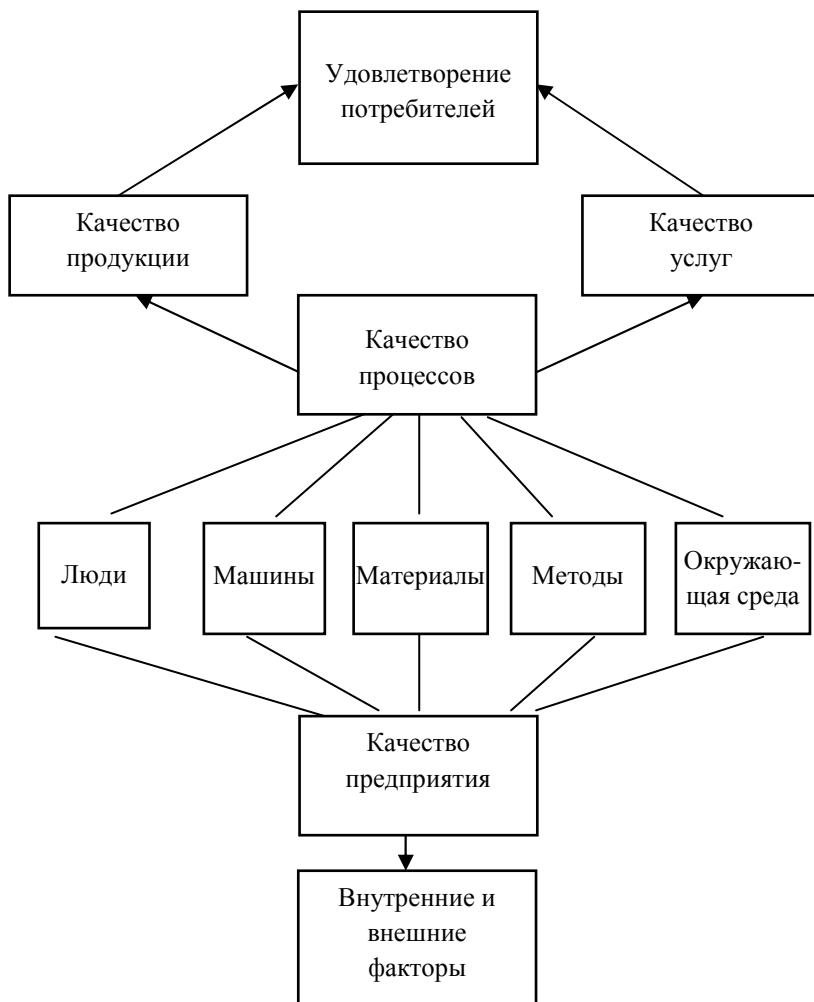 Удовлетворение
потребителей
Качество
продукции
Качество
услуг
Качество
процессов
Люди
Машины
Материалы
Методы
Окружаю-
щая среда
Качество
предприятия
Внутренние и
внешние
факторы